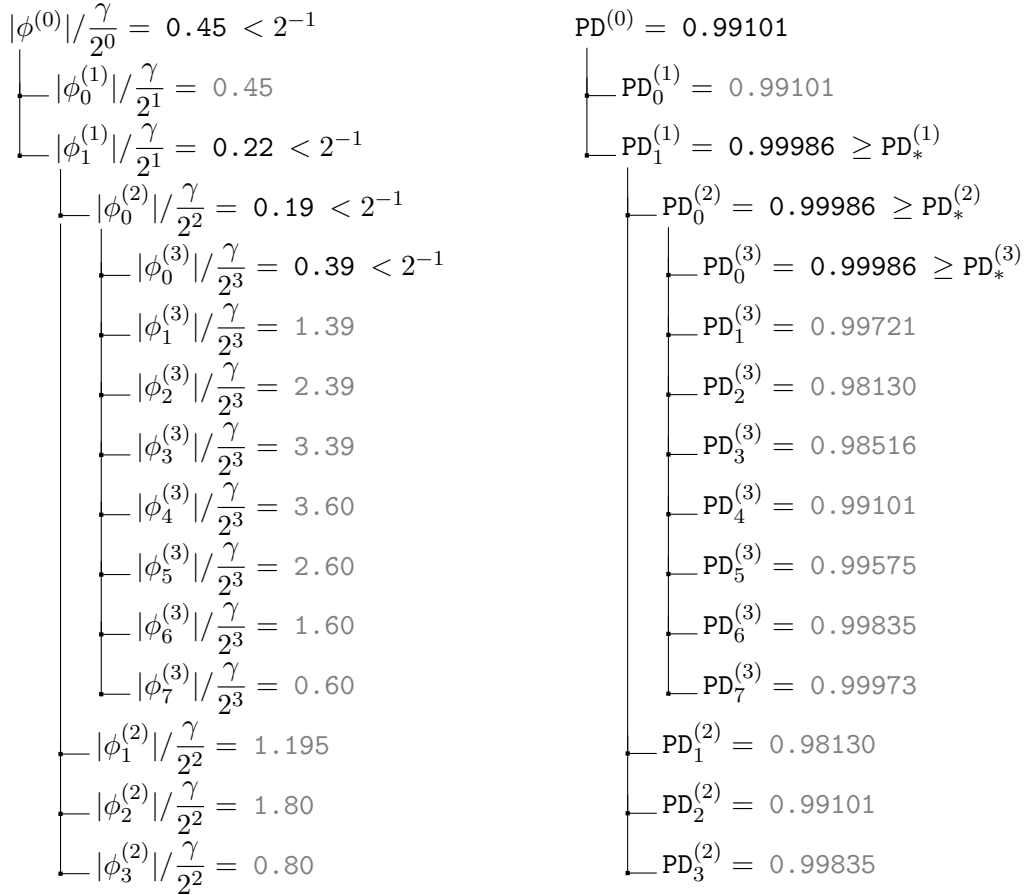 |φ^(0)|/γ/2^0 = 0.45 < 2^−1
|φ_0^(1)|/γ/2^1 = 0.45
|φ_1^(1)|/γ/2^1 = 0.22 < 2^−1
|φ_0^(2)|/γ/2^2 = 0.19 < 2^−1
|φ_0^(3)|/γ/2^3 = 0.39 < 2^−1
|φ_1^(3)|/γ/2^3 = 1.39
|φ_2^(3)|/γ/2^3 = 2.39
|φ_3^(3)|/γ/2^3 = 3.39
|φ_4^(3)|/γ/2^3 = 3.60
|φ_5^(3)|/γ/2^3 = 2.60
|φ_6^(3)|/γ/2^3 = 1.60
|φ_7^(3)|/γ/2^3 = 0.60
|φ_1^(2)|/γ/2^2 = 1.195
|φ_2^(2)|/γ/2^2 = 1.80
|φ_3^(2)|/γ/2^2 = 0.80
PD^(0) = 0.99101
PD_0^(1) = 0.99101
PD_1^(1) = 0.99986 ≥ PD_*^(1)
PD_0^(2) = 0.99986 ≥ PD_*^(2)
PD_0^(3) = 0.99986 ≥ PD_*^(3)
PD_1^(3) = 0.99721
PD_2^(3) = 0.98130
PD_3^(3) = 0.98516
PD_4^(3) = 0.99101
PD_5^(3) = 0.99575
PD_6^(3) = 0.99835
PD_7^(3) = 0.99973
PD_1^(2) = 0.98130
PD_2^(2) = 0.99101
PD_3^(2) = 0.99835